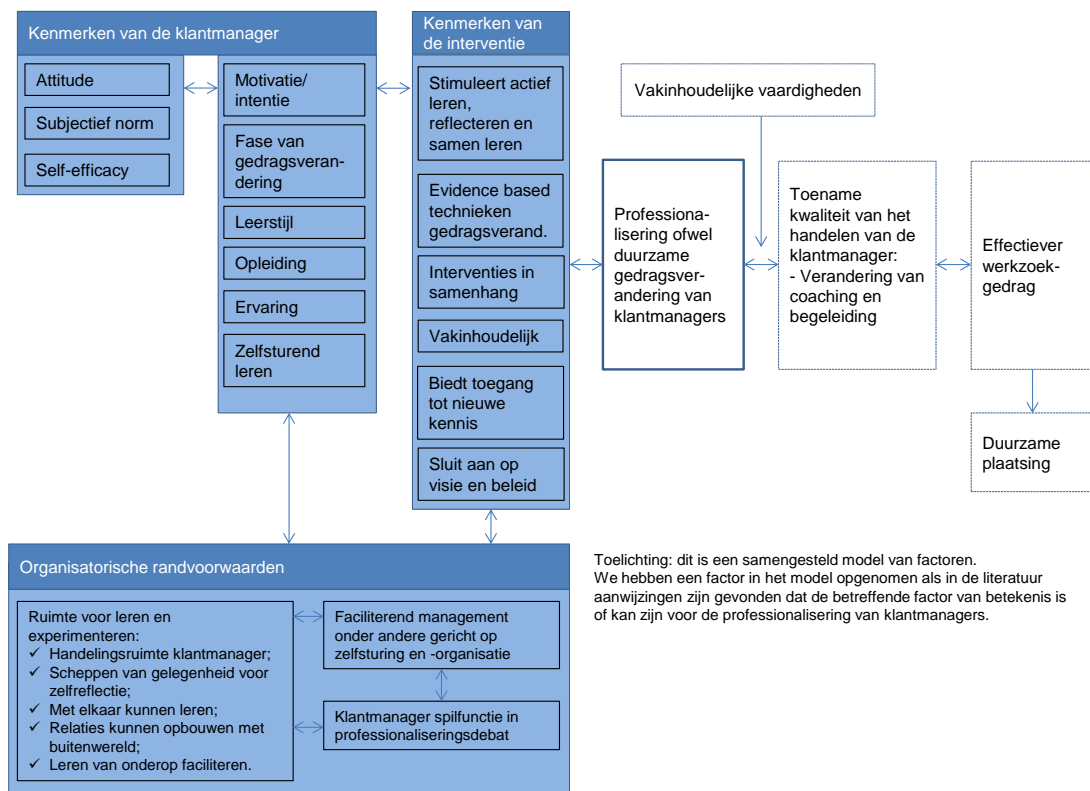 Kenmerken van de klantmanager
Attitude
Subjectief norm
Self-efficacy
Motivatie/
intentie
Fase van
gedragsveran-
dering
Leerstijl
Opleiding
Ervaring
Zelfsturend
leren
Kenmerken van
de interventie
Stimuleert actief
leren,
reflecteren en
samen leren
Evidence based
technieken
gedragsverand.
Interventies in
samenhang
Vakinhoudelijk
Biedt toegang
tot nieuwe
kennis
Sluit aan op
visie en beleid
Vakinhoudelijke vaardigheden
Professiona-
lisering ofwel
duurzame
gedragsver-
andering van
klantmanagers
Toename
kwaliteit van het
handelen van de
klantmanager:
- Verandering van
coaching en
begeleiding
Effectiever
werkzoek-
gedrag
Duurzame
plaatsing
Organisatorische randvoorwaarden
Ruimte voor leren en
experimenteren:
✓ Handelingsruimte klantmanager;
✓ Scheppen van gelegenheid voor
zelfreflectie;
✓ Met elkaar kunnen leren;
✓ Relaties kunnen opbouwen met
buitenwereld;
✓ Leren van onderop faciliteren.
Faciliterend management
onder andere gericht op
zelfsturing en -organisatie
Klantmanager spilfunctie in
professionaliseringsdebat
Toelichting: dit is een samengesteld model van factoren.
We hebben een factor in het model opgenomen als in de literatuur
aanwijzingen zijn gevonden dat de betreffende factor van betekenis is
of kan zijn voor de professionalisering van klantmanagers.